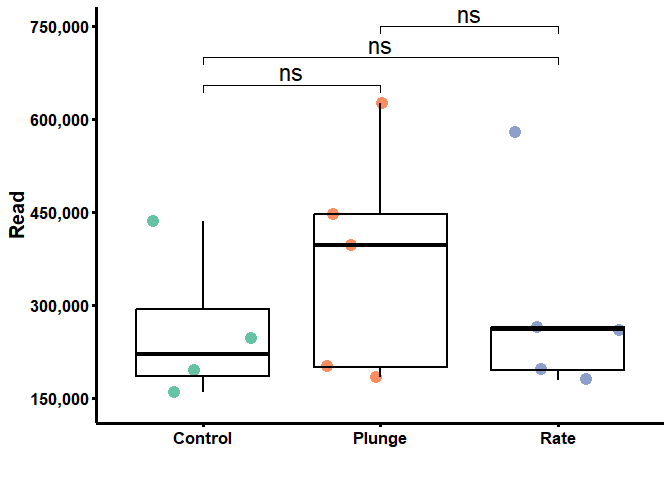 750,000
600,000
450,000
300,000
150,000
Read
ns
ns
ns
Control
Plunge
Rate